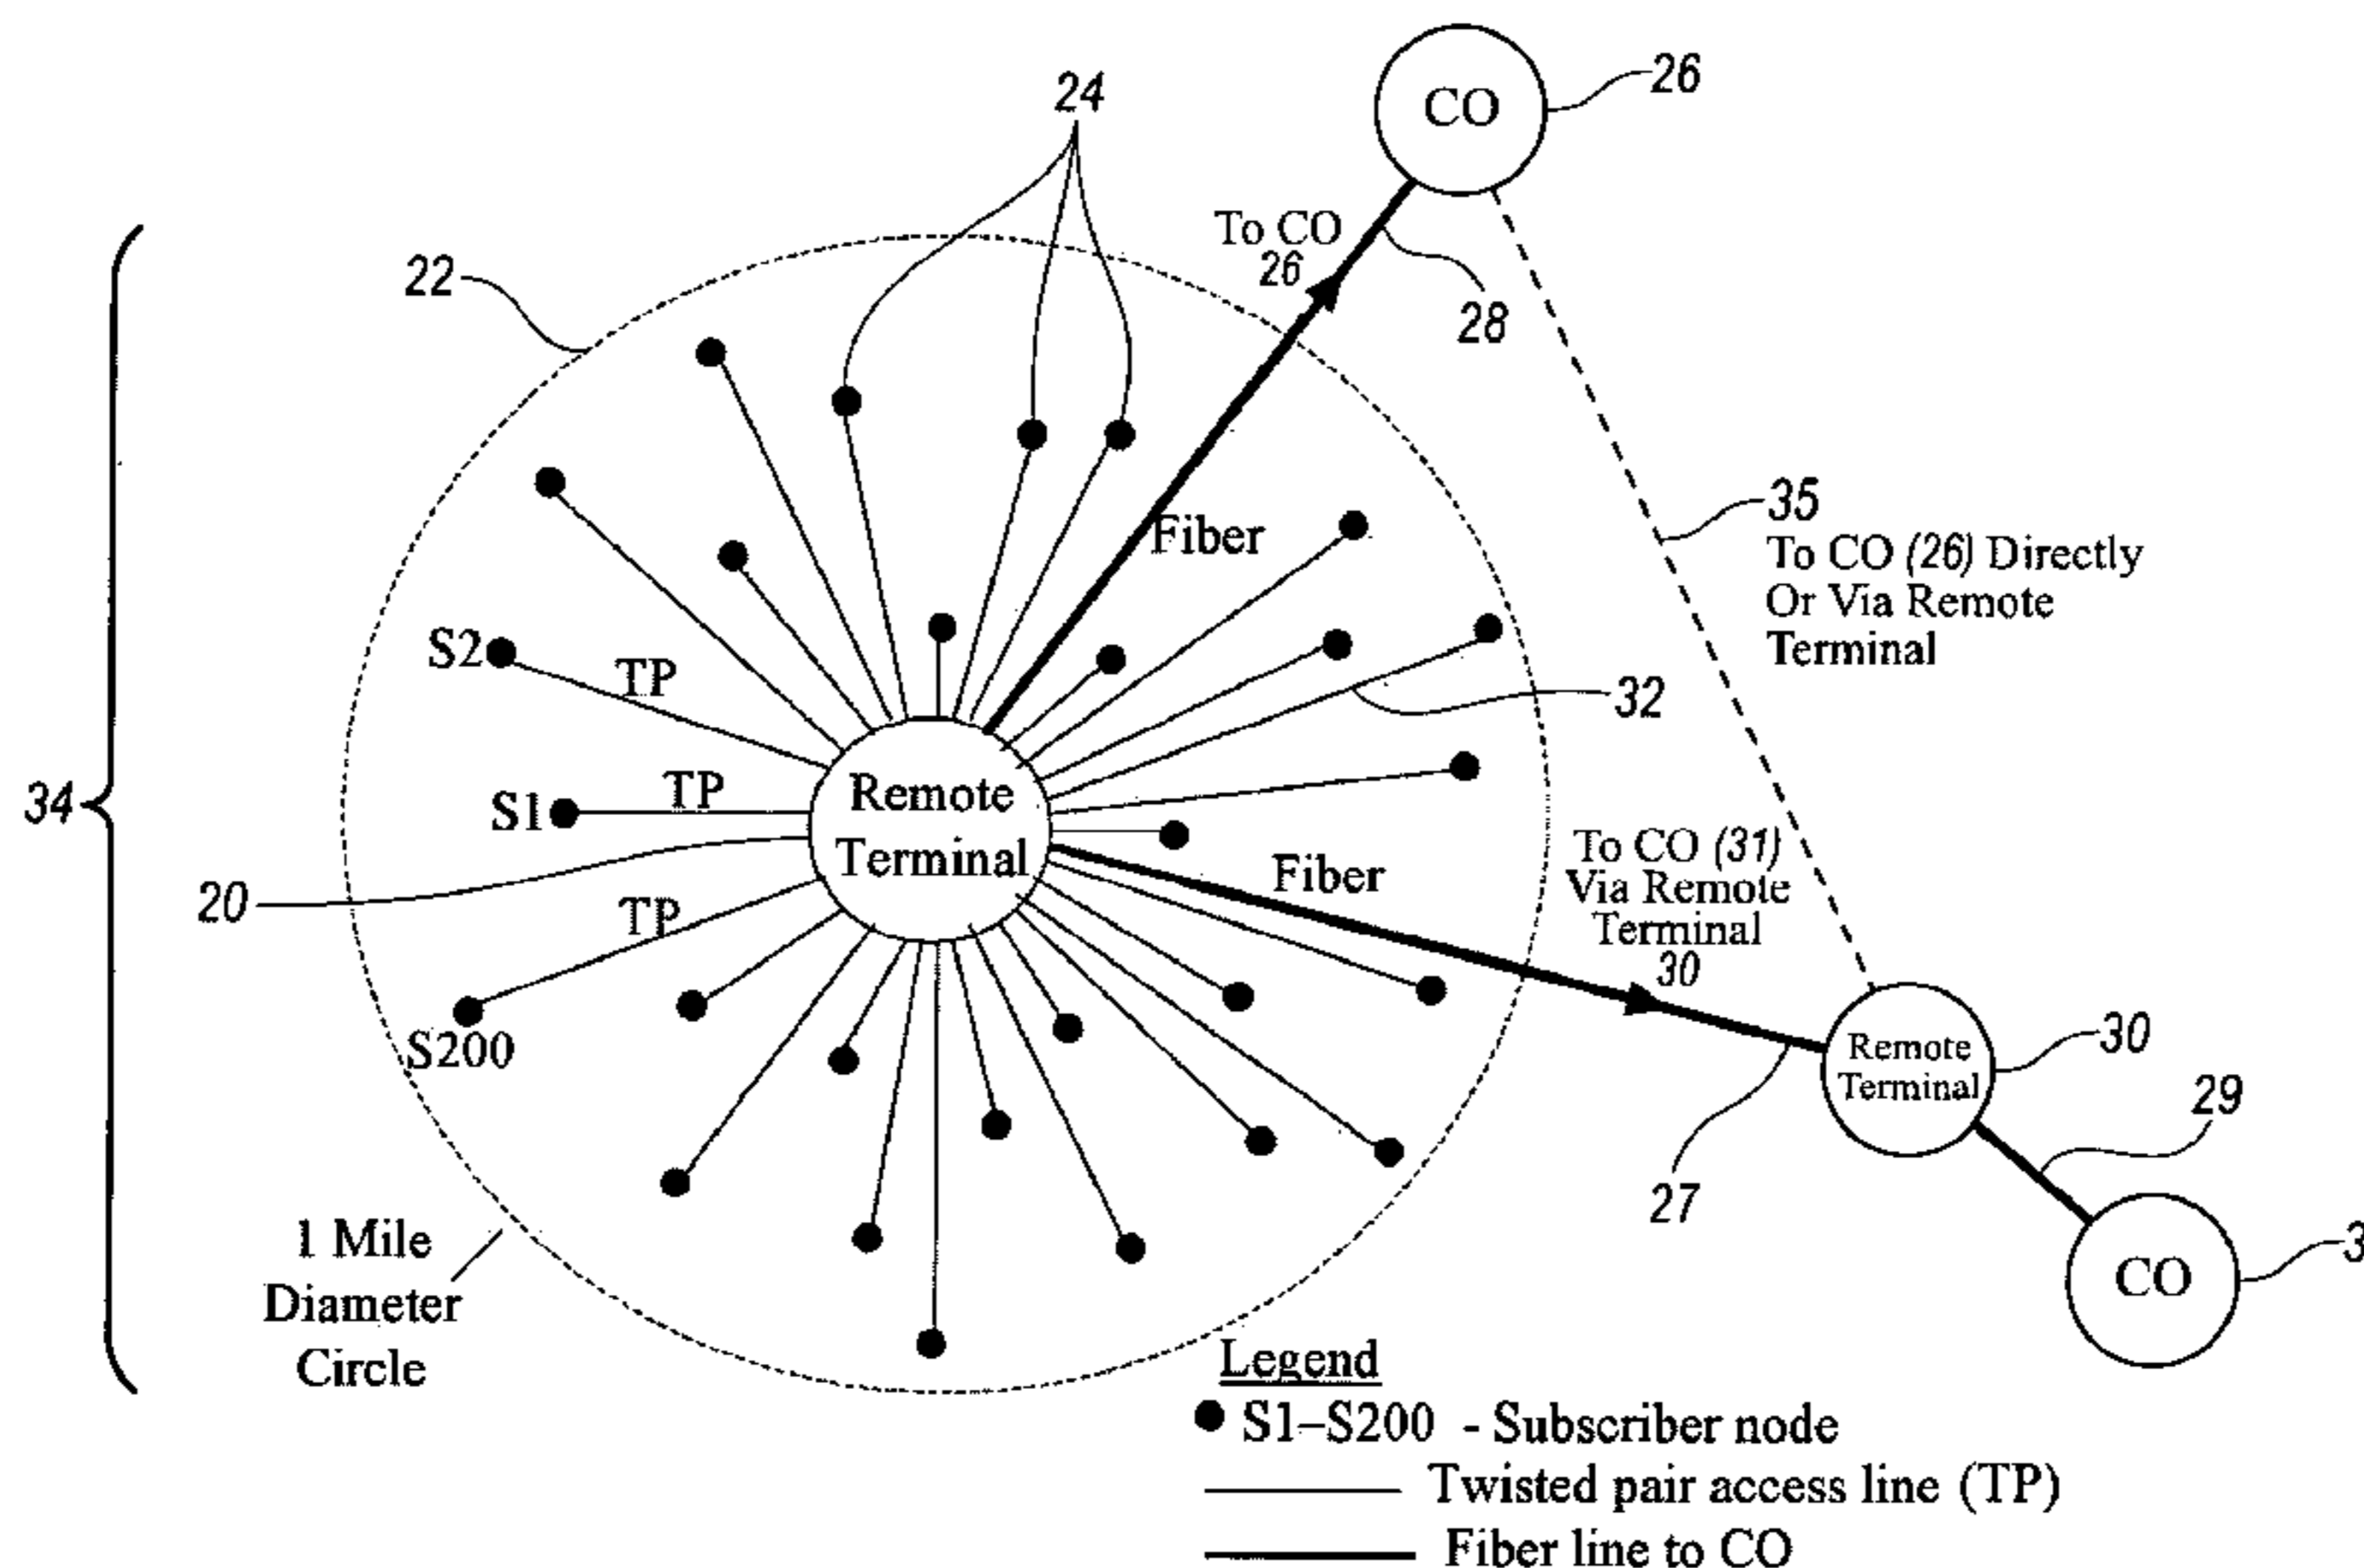 24
CO
26
To CO
26
28
22
Fiber
35
To CO (26) Directly
Or Via Remote
Terminal
S2
TP
32
34
S1
TP
Remote
Terminal
To CO (31)
Via Remote
Terminal
30
Fiber
20
TP
S200
Remote
Terminal
30
29
27
CO
3
1 Mile
Diameter
Circle
Legend
S1–S200 - Subscriber node
Twisted pair access line (TP)
Fiber line to CO